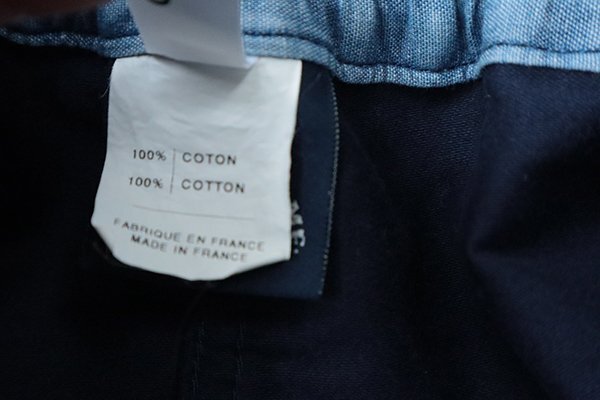 100% COTON
100% COTTON
FABRIQUE EN FRANCE
MADE IN FRANCE